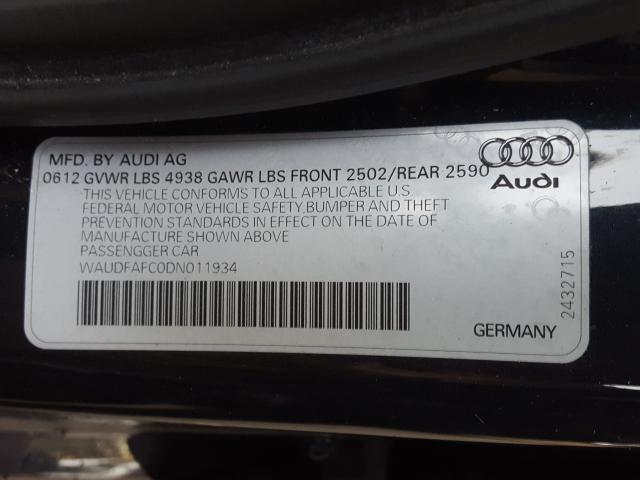 MFD. BY AUDI AG
0612 GVWR LBS 4938 GAWR LBS FRONT 2502/REAR 2590
THIS VEHICLE CONFORMS TO ALL APPLICABLE U.S
FEDERAL MOTOR VEHICLE SAFETY,BUMPER AND THEFT
PREVENTION STANDARDS IN EFFECT ON THE DATE OF
MANUFACTURE SHOWN ABOVE
PASSENGGER CAR
WAUDFAFC0DN011934
Audi
2432715
GERMANY